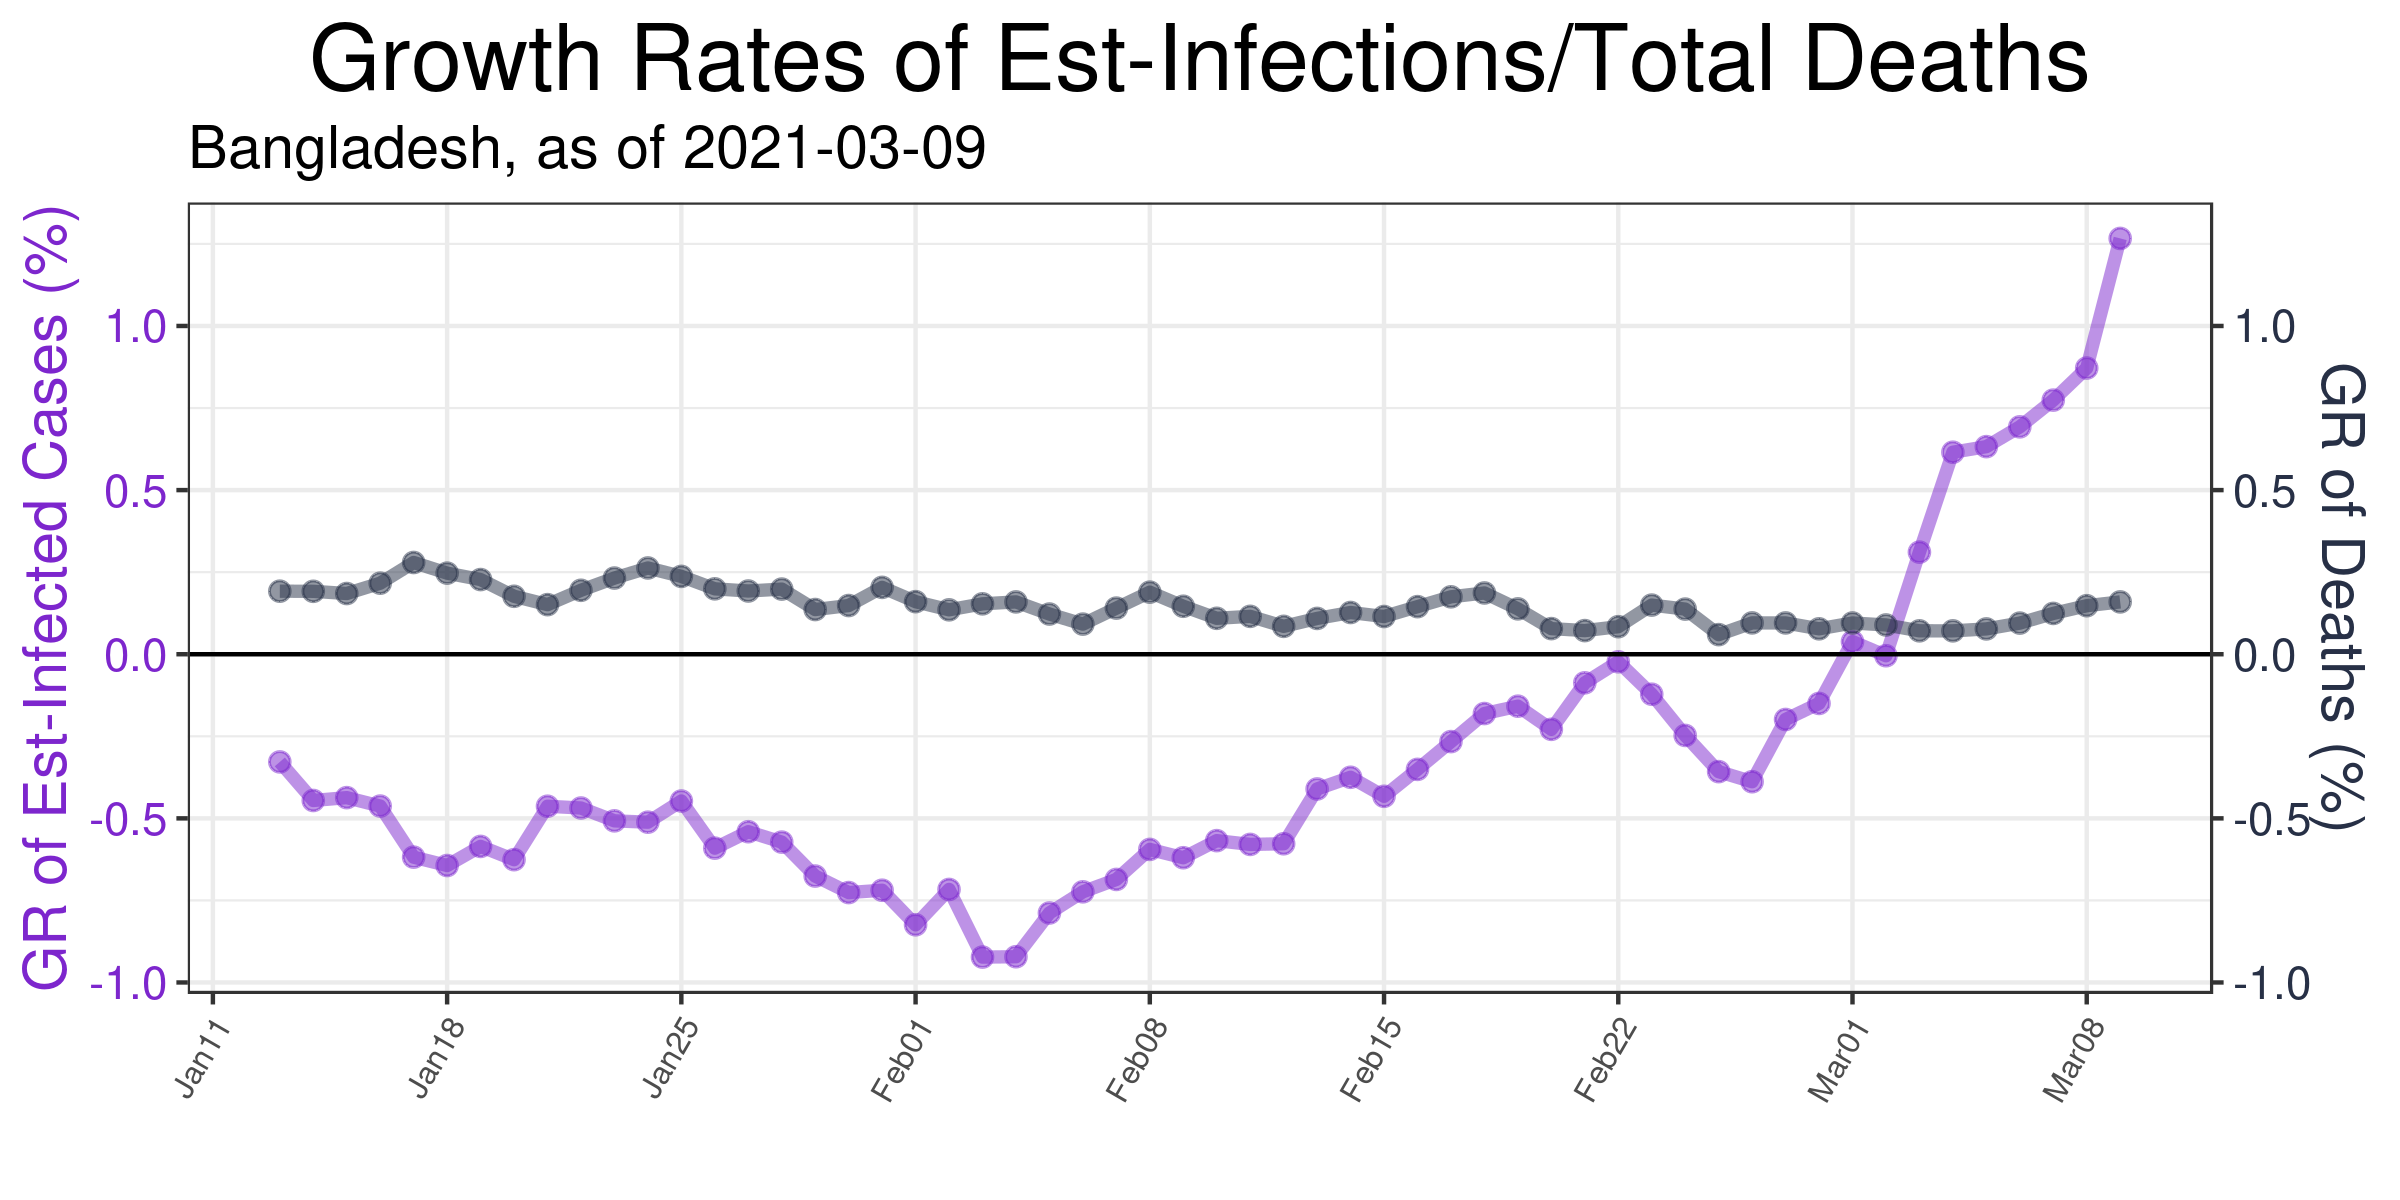 Growth Rates of Est-Infections/Total Deaths
Bangladesh, as of 2021-03-09
GR of Est-Infected Cases (%)
1.0
0.5
0.0
-0.5
-1.0
1.0
0.5
0.0
-0.5
-1.0
GR of Deaths (%)
Jan11
Jan18
Jan25
Feb01
Feb08
Feb15
Feb22
Mar01
Mar08